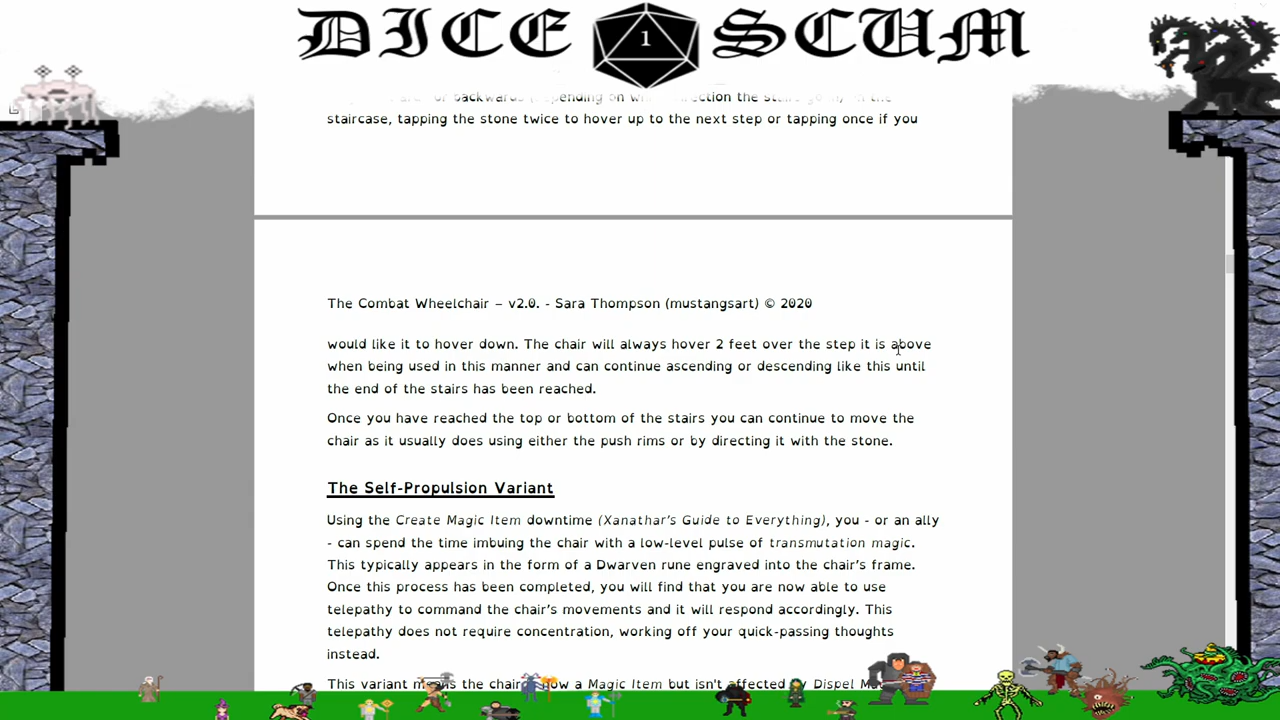 DICE 1 SCUM
backwards
staircase, tapping the stone twice to hover up to the next step or tapping once if you
The Combat Wheelchair – v2.0. - Sara Thompson (mustangsart) © 2020
would like it to hover down. The chair will always hover 2 feet over the step it is above
when being used in this manner and can continue ascending or descending like this until
the end of the stairs has been reached.
Once you have reached the top or bottom of the stairs you can continue to move the
chair as it usually does using either the push rims or by directing it with the stone.
The Self-Propulsion Variant
Using the Create Magic Item downtime (Xanathar's Guide to Everything), you - or an ally
- can spend the time imbuing the chair with a low-level pulse of transmutation magic.
This typically appears in the form of a Dwarven rune engraved into the chair's frame.
Once this process has been completed, you will find that you are now able to use
telepathy to command the chair's movements and it will respond accordingly. This
telepathy does not require concentration, working off your quick-passing thoughts
instead.
This variant the chair a Magic Item but isn't affected Dispel